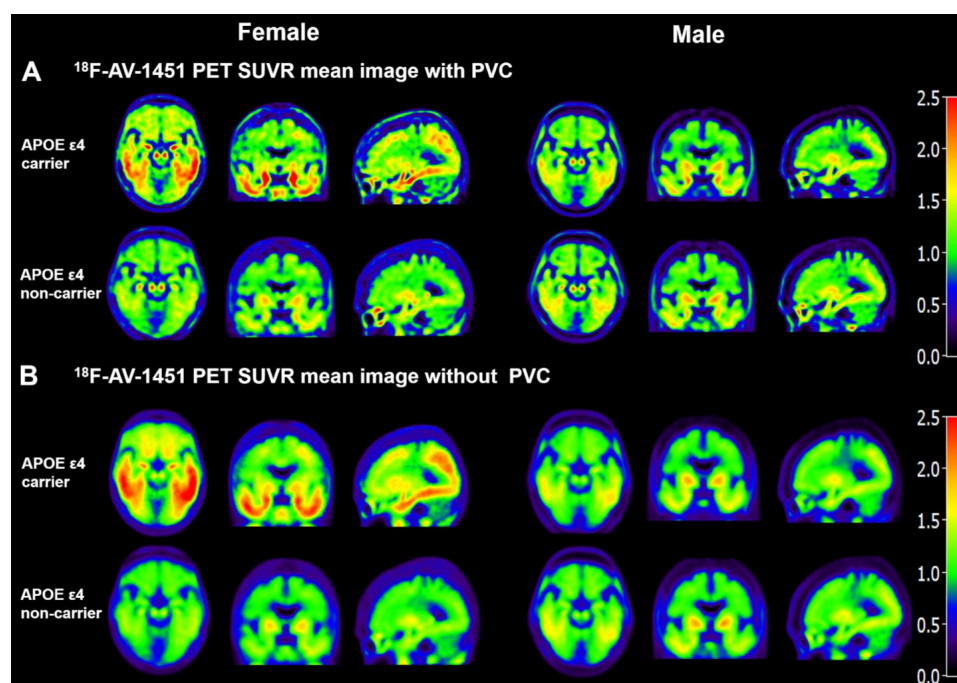 Female Male
A ¹⁸F-AV-1451 PET SUVR mean image with PVC
APOE ε4
carrier
APOE ε4
non-carrier
2.5
2.0
1.5
1.0
0.5
0.0
B ¹⁸F-AV-1451 PET SUVR mean image without PVC
APOE ε4
carrier
APOE ε4
non-carrier
2.5
2.0
1.5
1.0
0.5
0.0